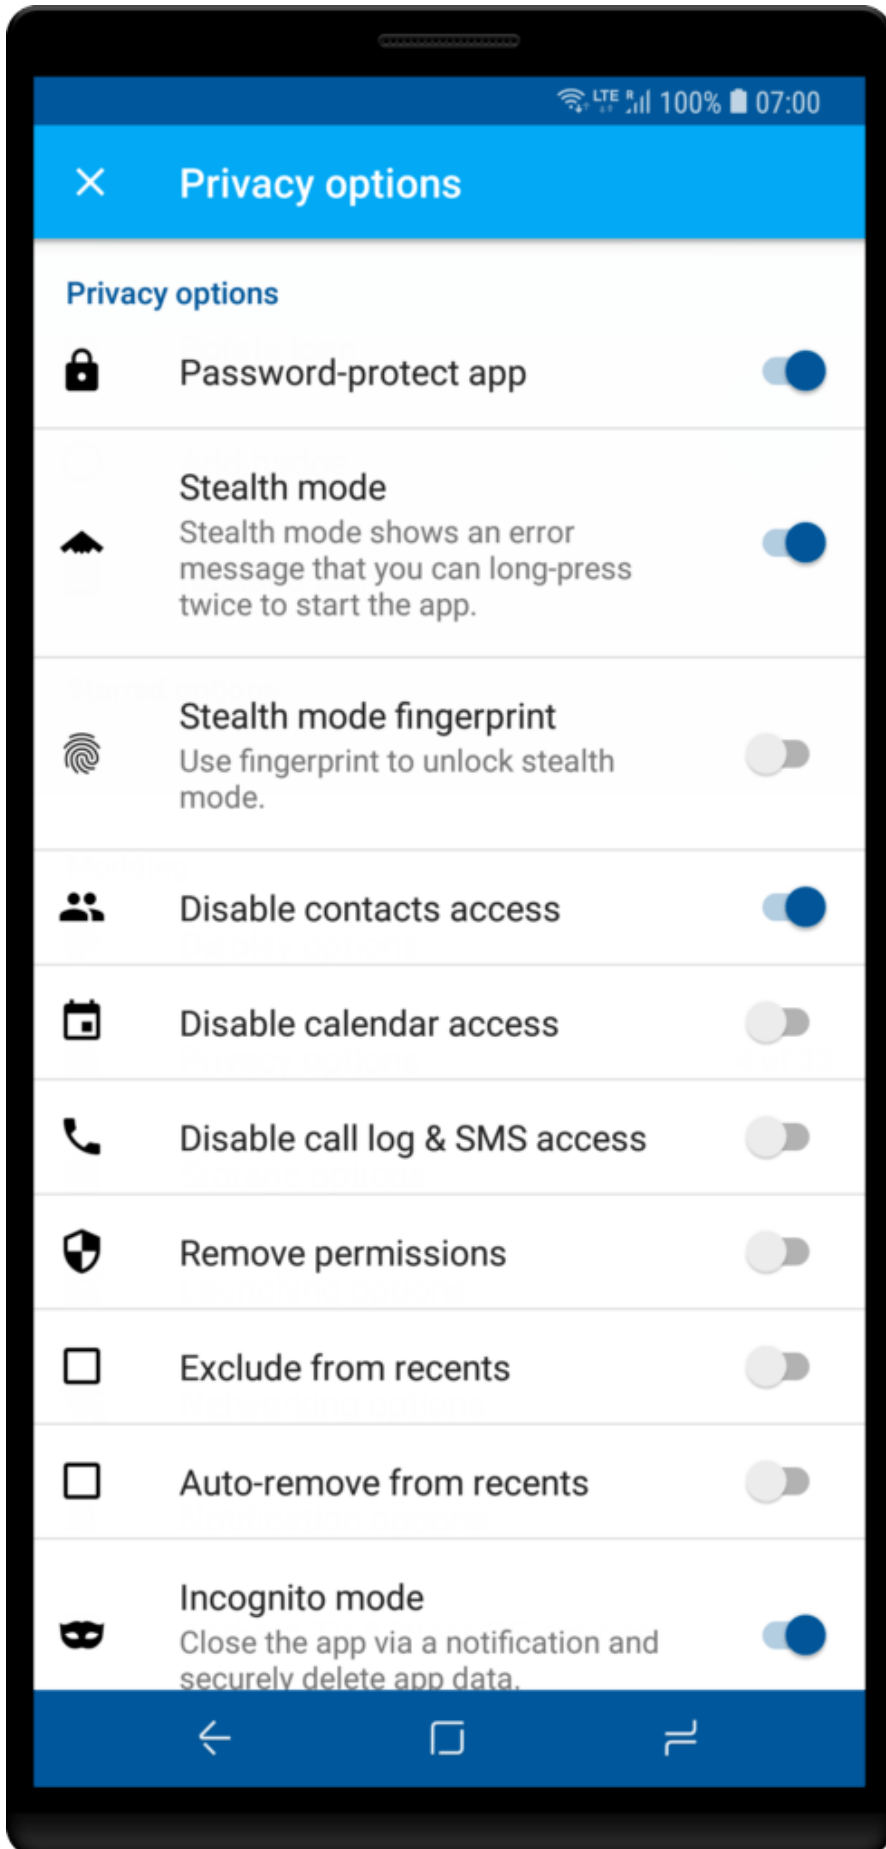 LTE R 100% 07:00
Privacy options
Privacy options
Password-protect app
Stealth mode
Stealth mode shows an error
message that you can long-press
twice to start the app.
Stealth mode fingerprint
Use fingerprint to unlock stealth
mode.
Disable contacts access
Disable calendar access
Disable call log & SMS access
Remove permissions
Exclude from recents
Auto-remove from recents
Incognito mode
Close the app via a notification and
securely delete app data.